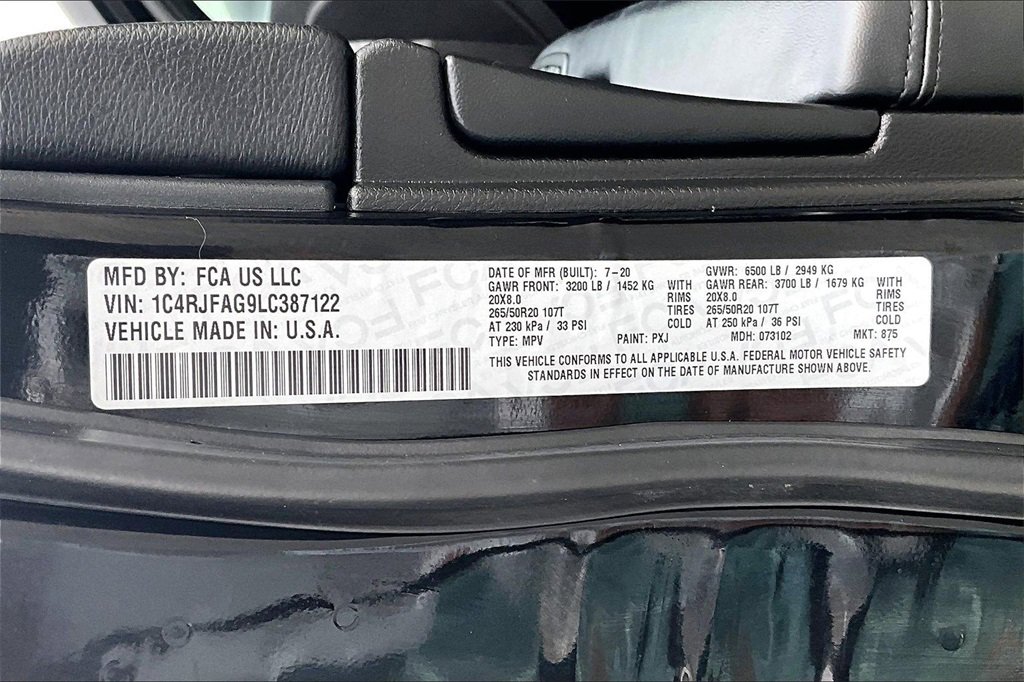 MFD BY: FCA US LLC
VIN: 1C4RJFAG9LC387122
VEHICLE MADE IN: U.S.A.
DATE OF MFR (BUILT): 7-20
GAWR FRONT: 3200 LB / 1452 KG WITH
20X8.0 RIMS
265/50R20 107T TIRES
AT 230 kPa / 33 PSI COLD
TYPE: MPV PAINT: PXJ
GVWR: 6500 LB / 2949 KG
GAWR REAR: 3700 LB / 1679 KG WITH
20X8.0 RIMS
265/50R20 107T TIRES
AT 250 kPa / 36 PSI COLD
MDH: 073102 MKT: 875
THIS VEHICLE CONFORMS TO ALL APPLICABLE U.S.A. FEDERAL MOTOR VEHICLE SAFETY
STANDARDS IN EFFECT ON THE DATE OF MANUFACTURE SHOWN ABOVE.